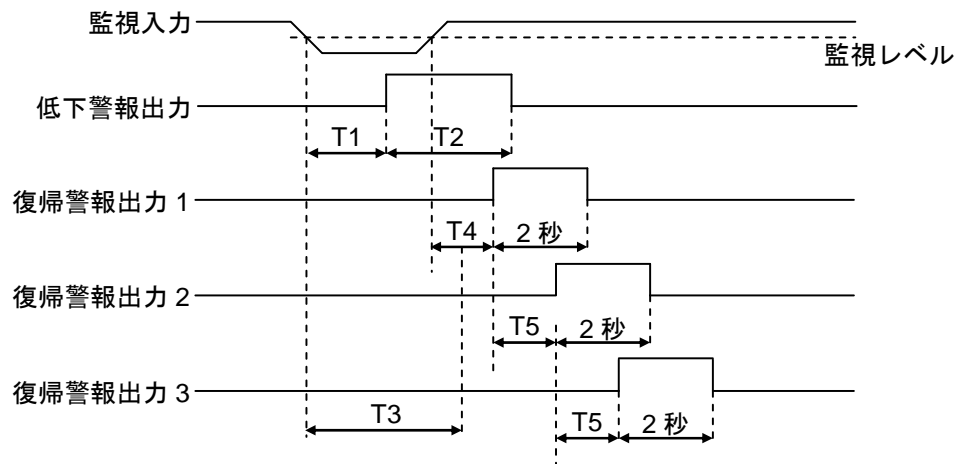 監視入力
監視レベル
低下警報出力
T1
T2
復帰警報出力 1
T4
2 秒
復帰警報出力 2
T5
2 秒
復帰警報出力 3
T3
T5
2 秒